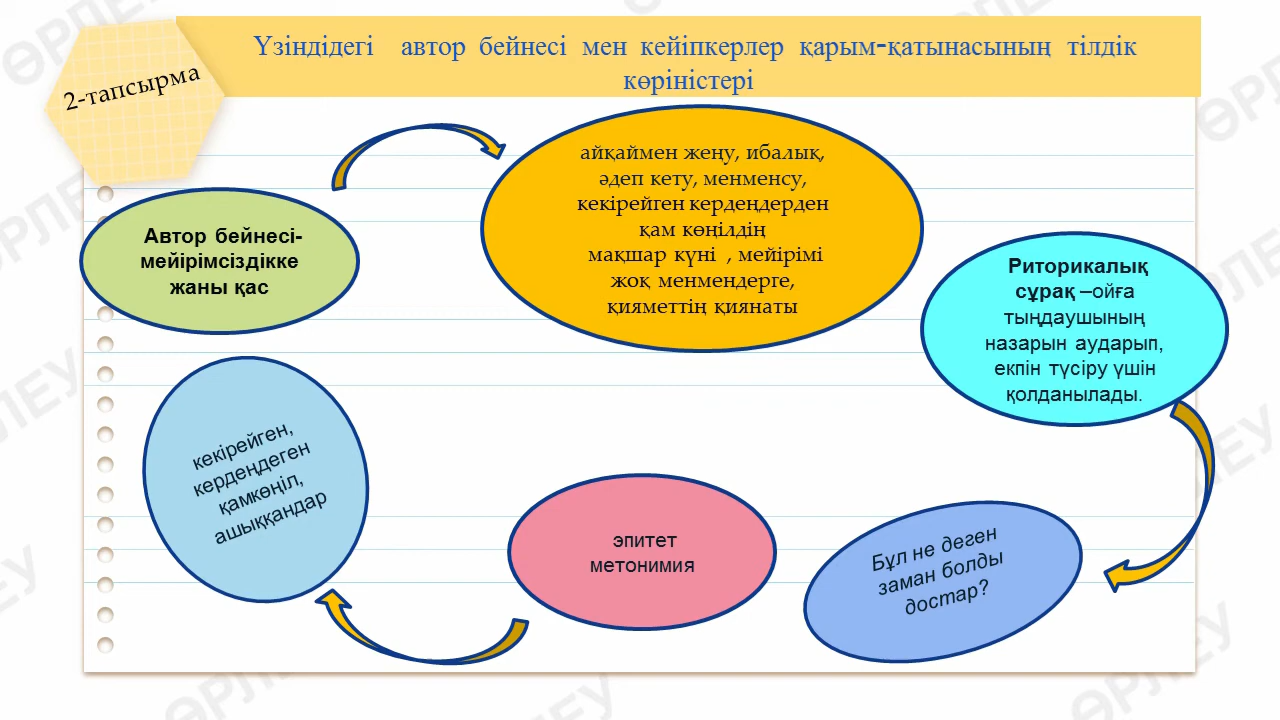 2-тапсырма
Үзіндідегі автор бейнесі мен кейіпкерлер қарым-қатынасының тілдік
көріністері
Автор бейнесі-
мейірімсіздікке
жаны қас
айқаймен жеңу, ибалық,
әдеп кету, менменсу,
кекірейген кердеңдерден
қам көңілдің
мақшар күні , мейірімі
жоқ менмендерге,
қияметтің қиянаты
Риторикалық
сұрақ –ойға
тыңдаушының
назарын аударып,
екпін түсіру үшін
қолданылады.
кекірейген,
кердеңдеген
қамкөңіл,
ашыққандар
эпитет
метонимия
Бұл не деген
заман болды
достар?
ӨРЛЕУ